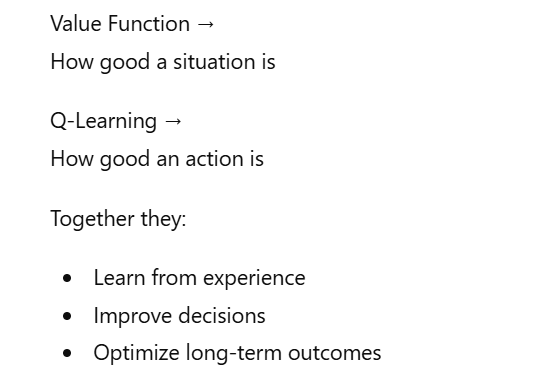 Value Function →
How good a situation is
Q-Learning →
How good an action is
Together they:
• Learn from experience
• Improve decisions
• Optimize long-term outcomes